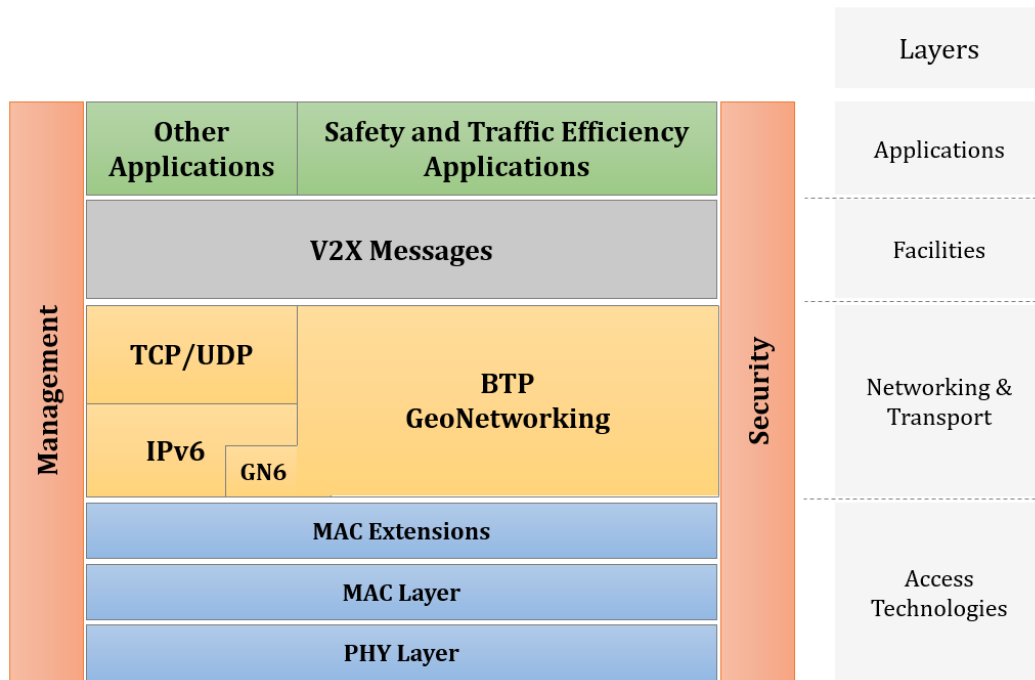 Layers
Management
Other
Applications
Safety and Traffic Efficiency
Applications
Security
Applications
V2X Messages
Facilities
TCP/UDP
BTP
GeoNetworking
IPv6
GN6
Networking &
Transport
MAC Extensions
MAC Layer
PHY Layer
Access
Technologies